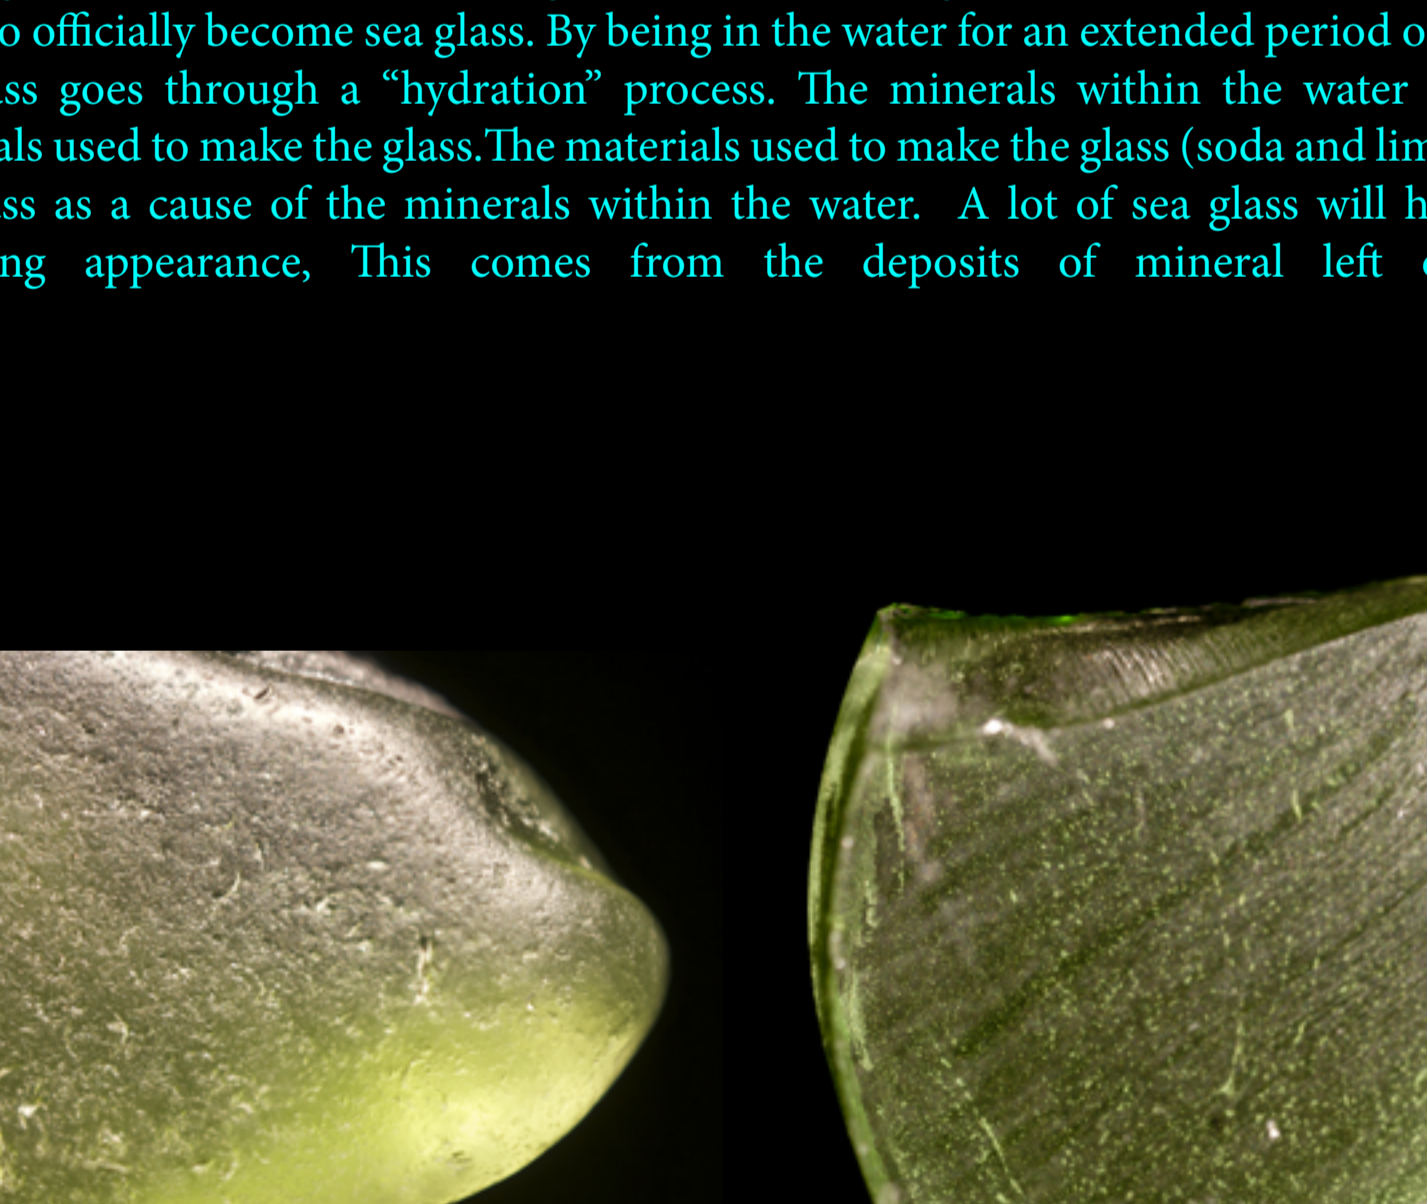 o officially become sea glass. By being in the water for an extended period o
ss goes through a “hydration” process. The minerals within the water
als used to make the glass.The materials used to make the glass (soda and lim
ss as a cause of the minerals within the water. A lot of sea glass will h
ng appearance, This comes from the deposits of mineral left